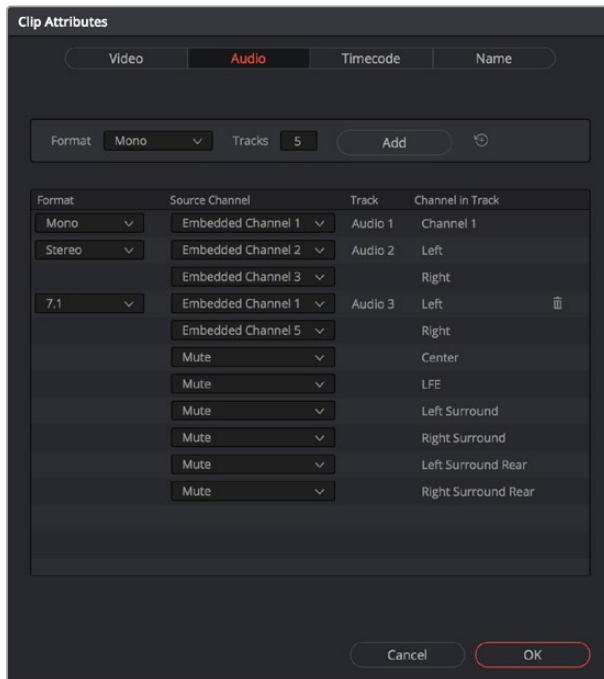 Clip Attributes
Video Audio Timecode Name
Format Mono Tracks 5 Add
Format Source Channel Track Channel in Track
Mono Embedded Channel 1 Audio 1 Channel 1
Stereo Embedded Channel 2 Audio 2 Left
Embedded Channel 3 Right
7.1 Embedded Channel 1 Audio 3 Left
Embedded Channel 5 Right
Mute Center
Mute LFE
Mute Left Surround
Mute Right Surround
Mute Left Surround Rear
Mute Right Surround Rear
Cancel OK